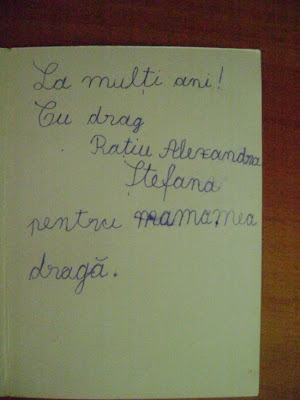 La mulți ani!
Cu drag
Rațiu Alexandra
Ștefana
pentru mama mea
dragă.